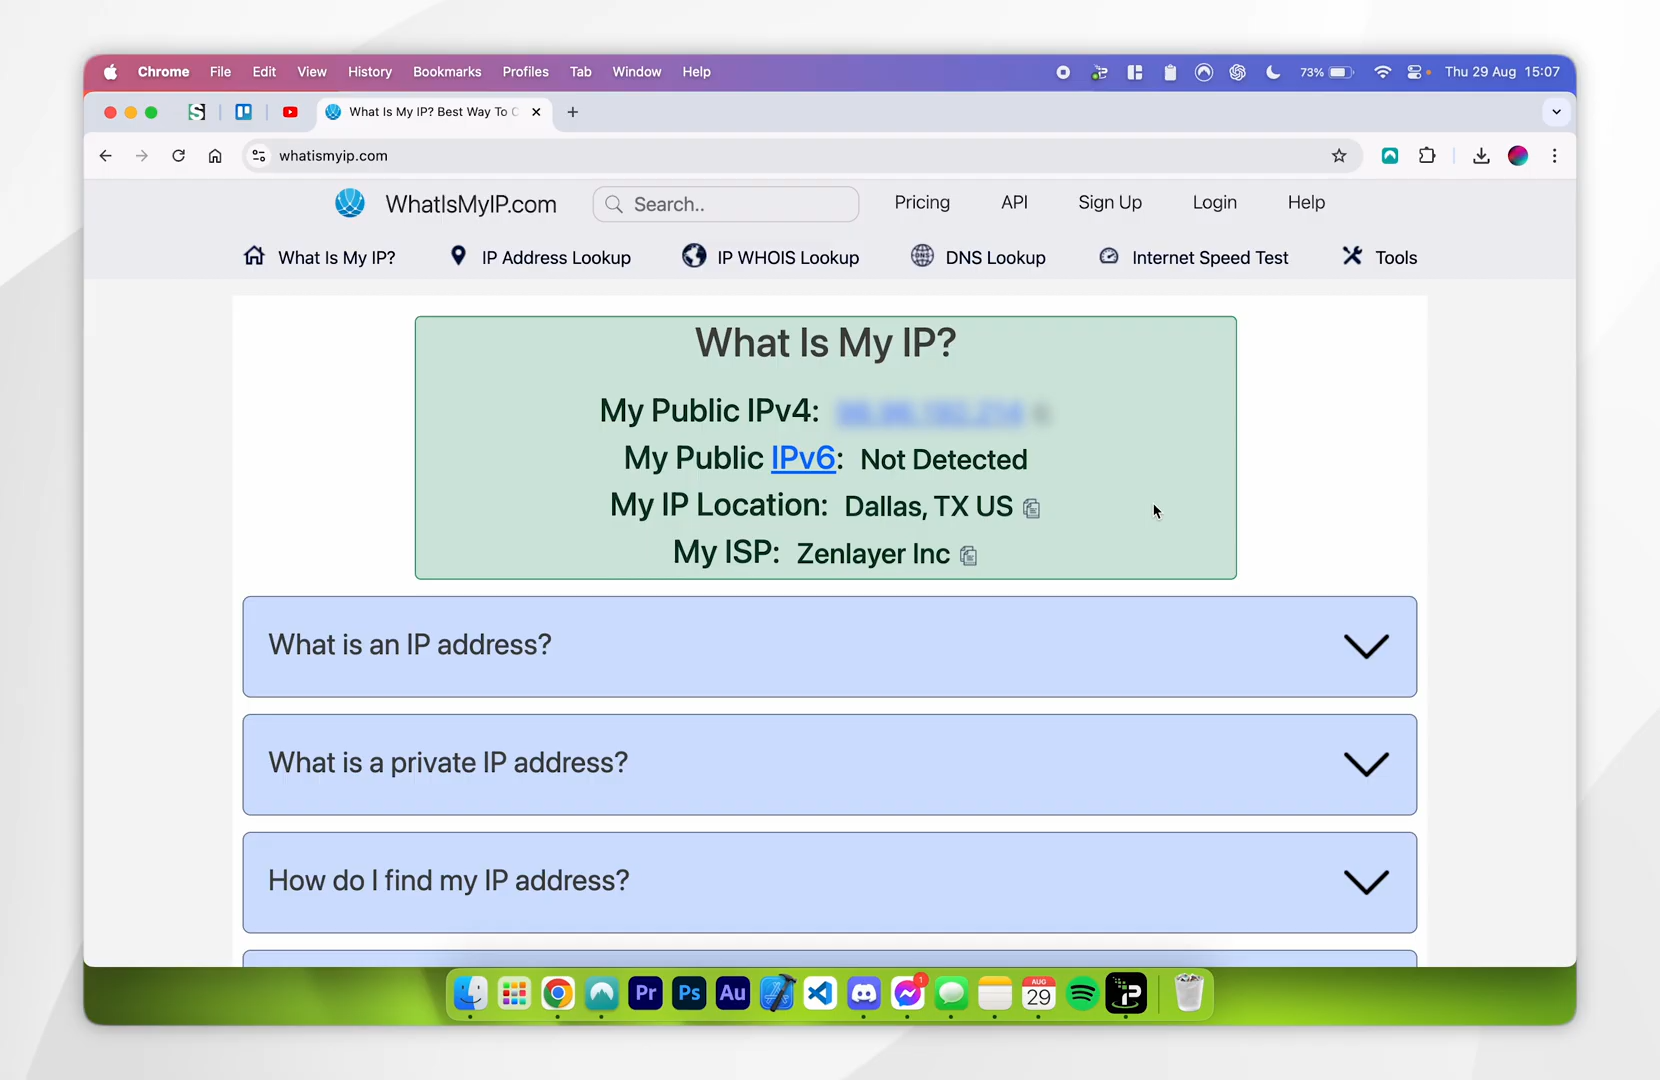 Chrome File Edit View History Bookmarks Profiles Tab Window Help 73% Thu 29 Aug 15:07
What Is My IP? Best Way To C
whatismyip.com
WhatIsMyIP.com Search.. Pricing API Sign Up Login Help
What Is My IP? IP Address Lookup IP WHOIS Lookup DNS Lookup Internet Speed Test Tools
What Is My IP?
My Public IPv4:
My Public IPv6: Not Detected
My IP Location: Dallas, TX US
My ISP: Zenlayer Inc
What is an IP address?
What is a private IP address?
How do I find my IP address?
Pr Ps Au 1 AUG 29